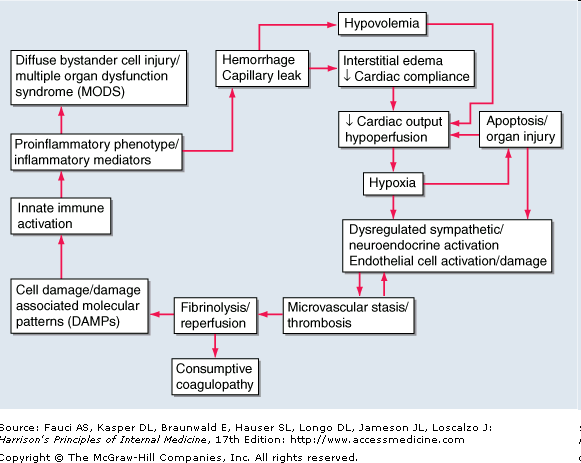 Hypovolemia
Diffuse bystander cell injury/
multiple organ dysfunction
syndrome (MODS)
Hemorrhage
Capillary leak
Interstitial edema
↓ Cardiac compliance
↓ Cardiac output
hypoperfusion
Apoptosis/
organ injury
Proinflammatory phenotype/
inflammatory mediators
Hypoxia
Innate immune
activation
Dysregulated sympathetic/
neuroendocrine activation
Endothelial cell activation/damage
Cell damage/damage
associated molecular
patterns (DAMPs)
Fibrinolysis/
reperfusion
Microvascular stasis/
thrombosis
Consumptive
coagulopathy
Source: Fauci AS, Kasper DL, Braunwald E, Hauser SL, Longo DL, Jameson JL, Loscalzo J:
Harrison's Principles of Internal Medicine, 17th Edition: http://www.accessmedicine.com
Copyright © The McGraw-Hill Companies, Inc. All rights reserved.